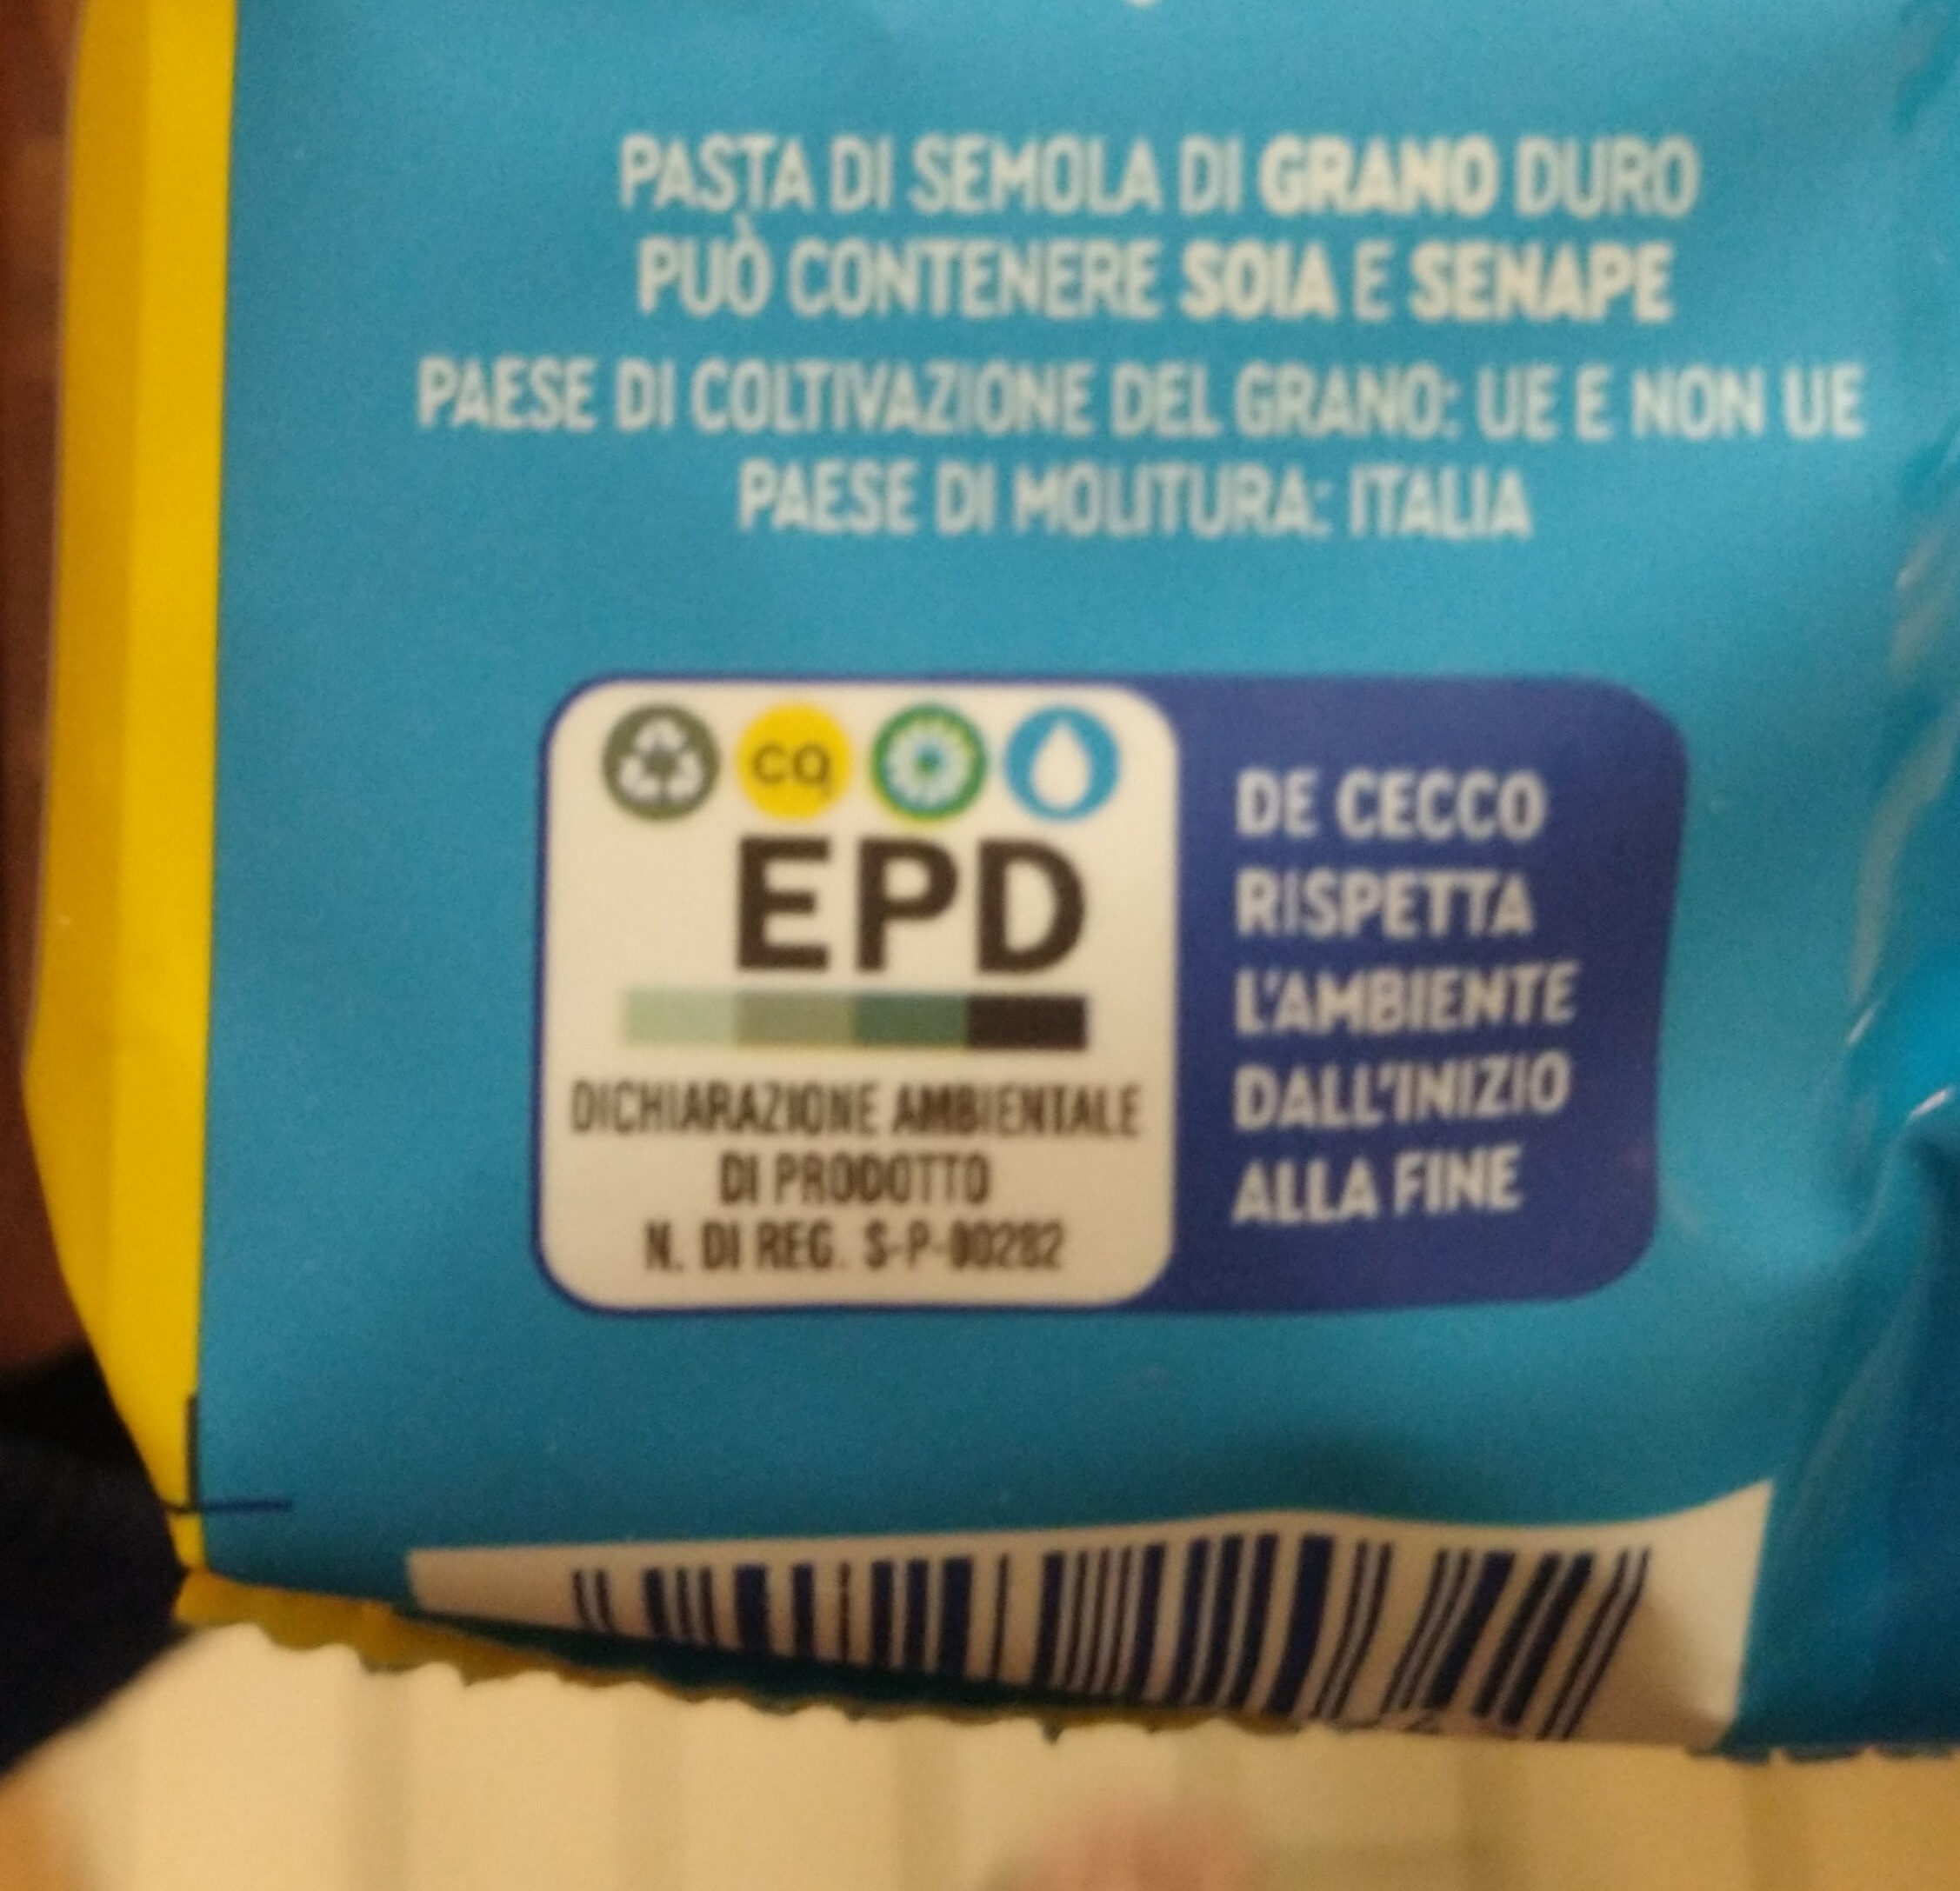 PASTA DI SEMOLA DI GRANO DURO
PUÒ CONTENERE SOIA E SENAPE
PAESE DI COLTIVAZIONE DEL GRANO: UE E NON UE
PAESE DI MOLITURA: ITALIA
CQ
EPD
DICHIARAZIONE AMBIENTALE
DI PRODOTTO
N. DI REG. S-P-00282
DE CECCO
RISPETTA
L'AMBIENTE
DALL'INIZIO
ALLA FINE